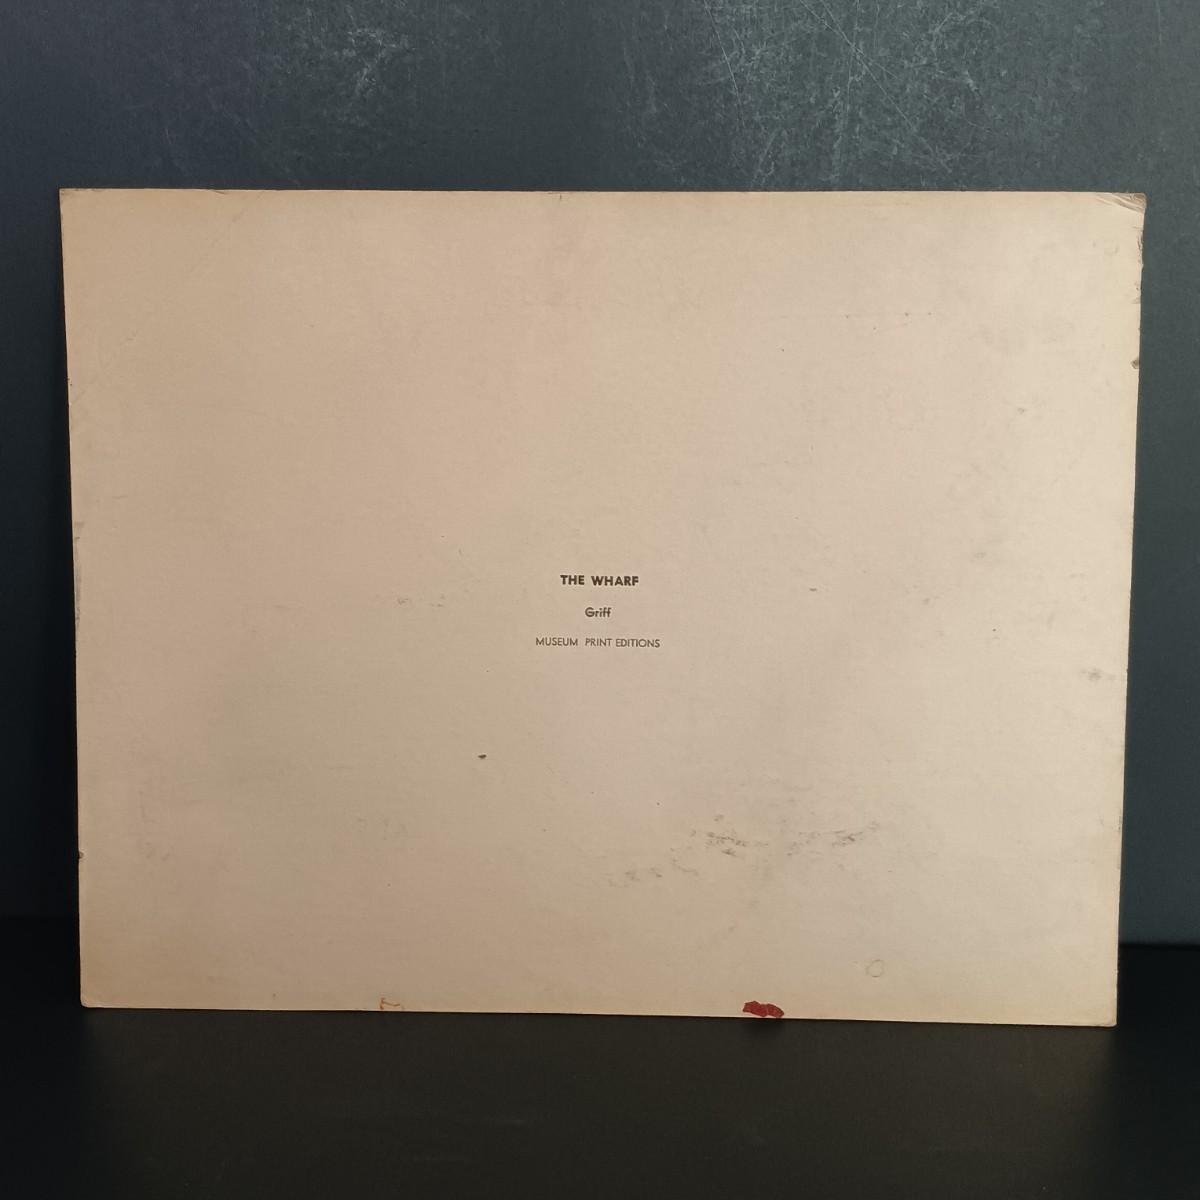 THE WHARF
Griff
MUSEUM PRINT EDITIONS